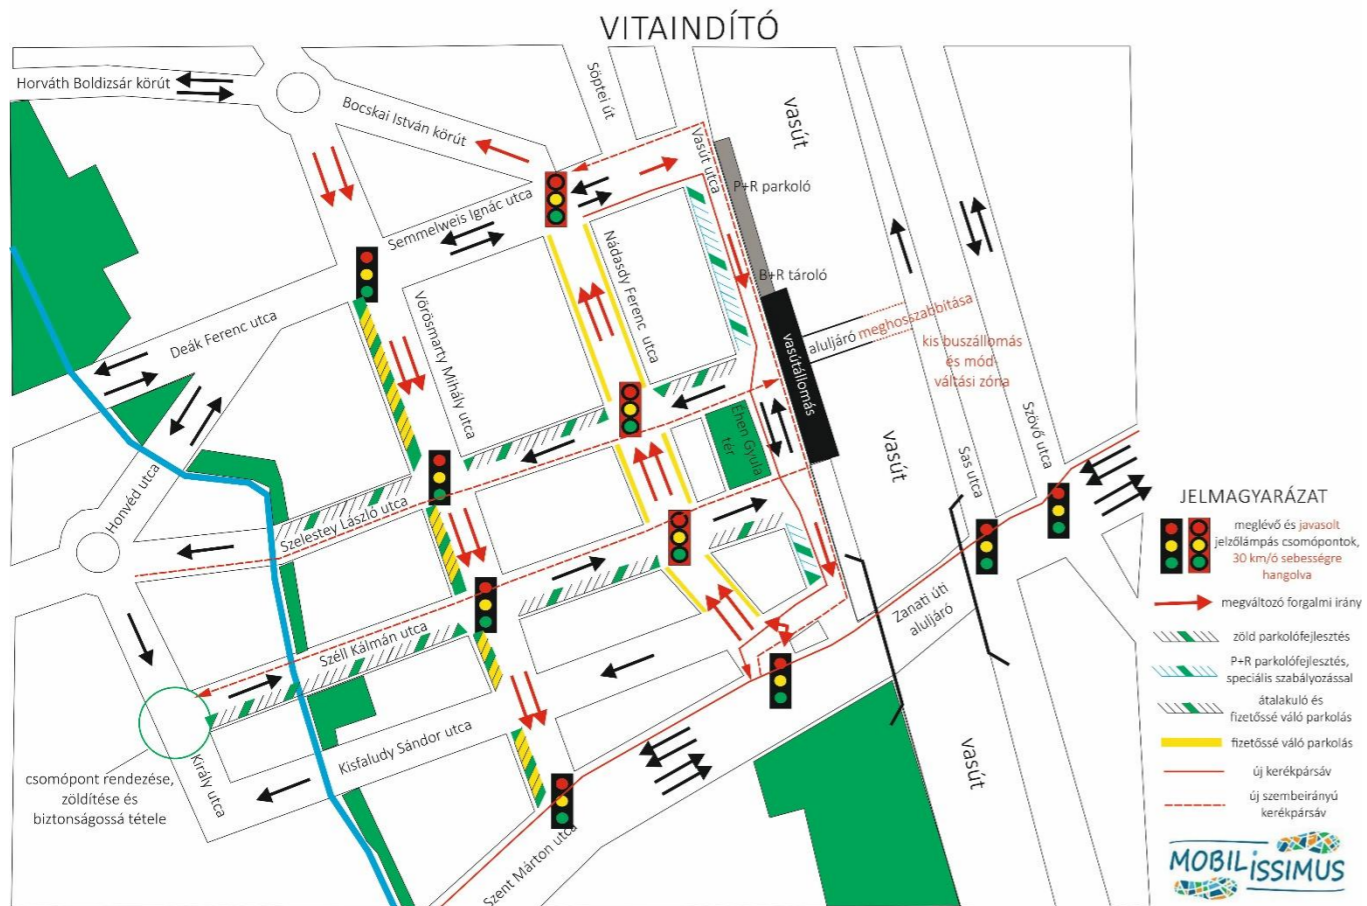 VITAINDÍTÓ
Horváth Boldizsár körút
Bocskai István körút
Söptei út
vasút
Vasút utca
P+R parkoló
Semmelweis Ignác utca
Nádasdy Ferenc utca
B+R tároló
Deák Ferenc utca
Vörösmarty Mihály utca
aluljáró meghosszabbítása
vasútállomás
kis buszállomás
és mód-
váltási zóna
Éhen Gyula
tér
Honvéd utca
Szelestey László utca
vasút
Sas utca
Szövő utca
Széll Kálmán utca
Zanati úti
aluljáró
Király utca
Kisfaludy Sándor utca
csomópont rendezése,
zöldítése és
biztonságossá tétele
vasút
Szent Márton utca
JELMAGYARÁZAT
meglévő és javasolt
jelzőlámpás csomópontok,
30 km/ó sebességre
hangolva
megváltozó forgalmi irány
zöld parkolófejlesztés
P+R parkolófejlesztés,
speciális szabályozással
átalakuló és
fizetőssé váló parkolás
fizetőssé váló parkolás
új kerékpársáv
új szembeirányú
kerékpársáv
MOBILISSIMUS